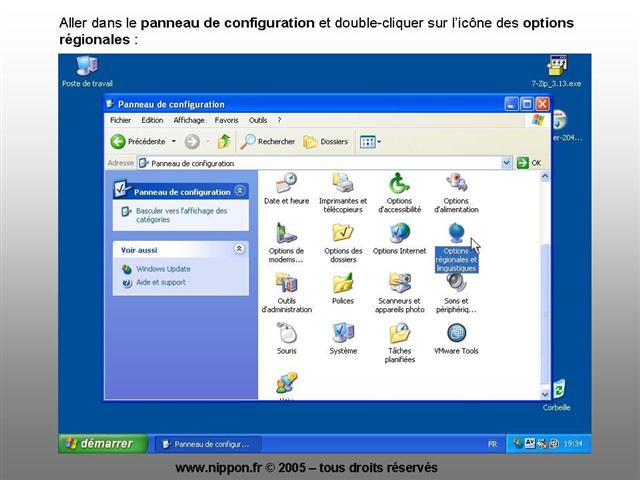 Aller dans le panneau de configuration et double-cliquer sur l'icône des options
régionales :
Poste de travail
7-Zip_3.13.exe
er-204...
Panneau de configuration
Fichier Edition Affichage Favoris Outils ?
Précédente Rechercher Dossiers
Adresse Panneau de configuration OK
Panneau de configuration
Basculer vers l'affichage des
catégories
Voir aussi
Windows Update
Aide et support
Date et heure
Imprimantes et
télécopieurs
Options
d'accessibilité
Options
d'alimentation
Options de
modems...
Options des
dossiers
Options Internet
Options
régionales et
linguistiques
Outils
d'administration
Polices
Scanneurs et
appareils photo
Sons et
périphériq...
Souris
Système
Tâches
planifiées
VMware Tools
Corbeille
démarrer Panneau de configur... FR 19:34
www.nippon.fr © 2005 – tous droits réservés